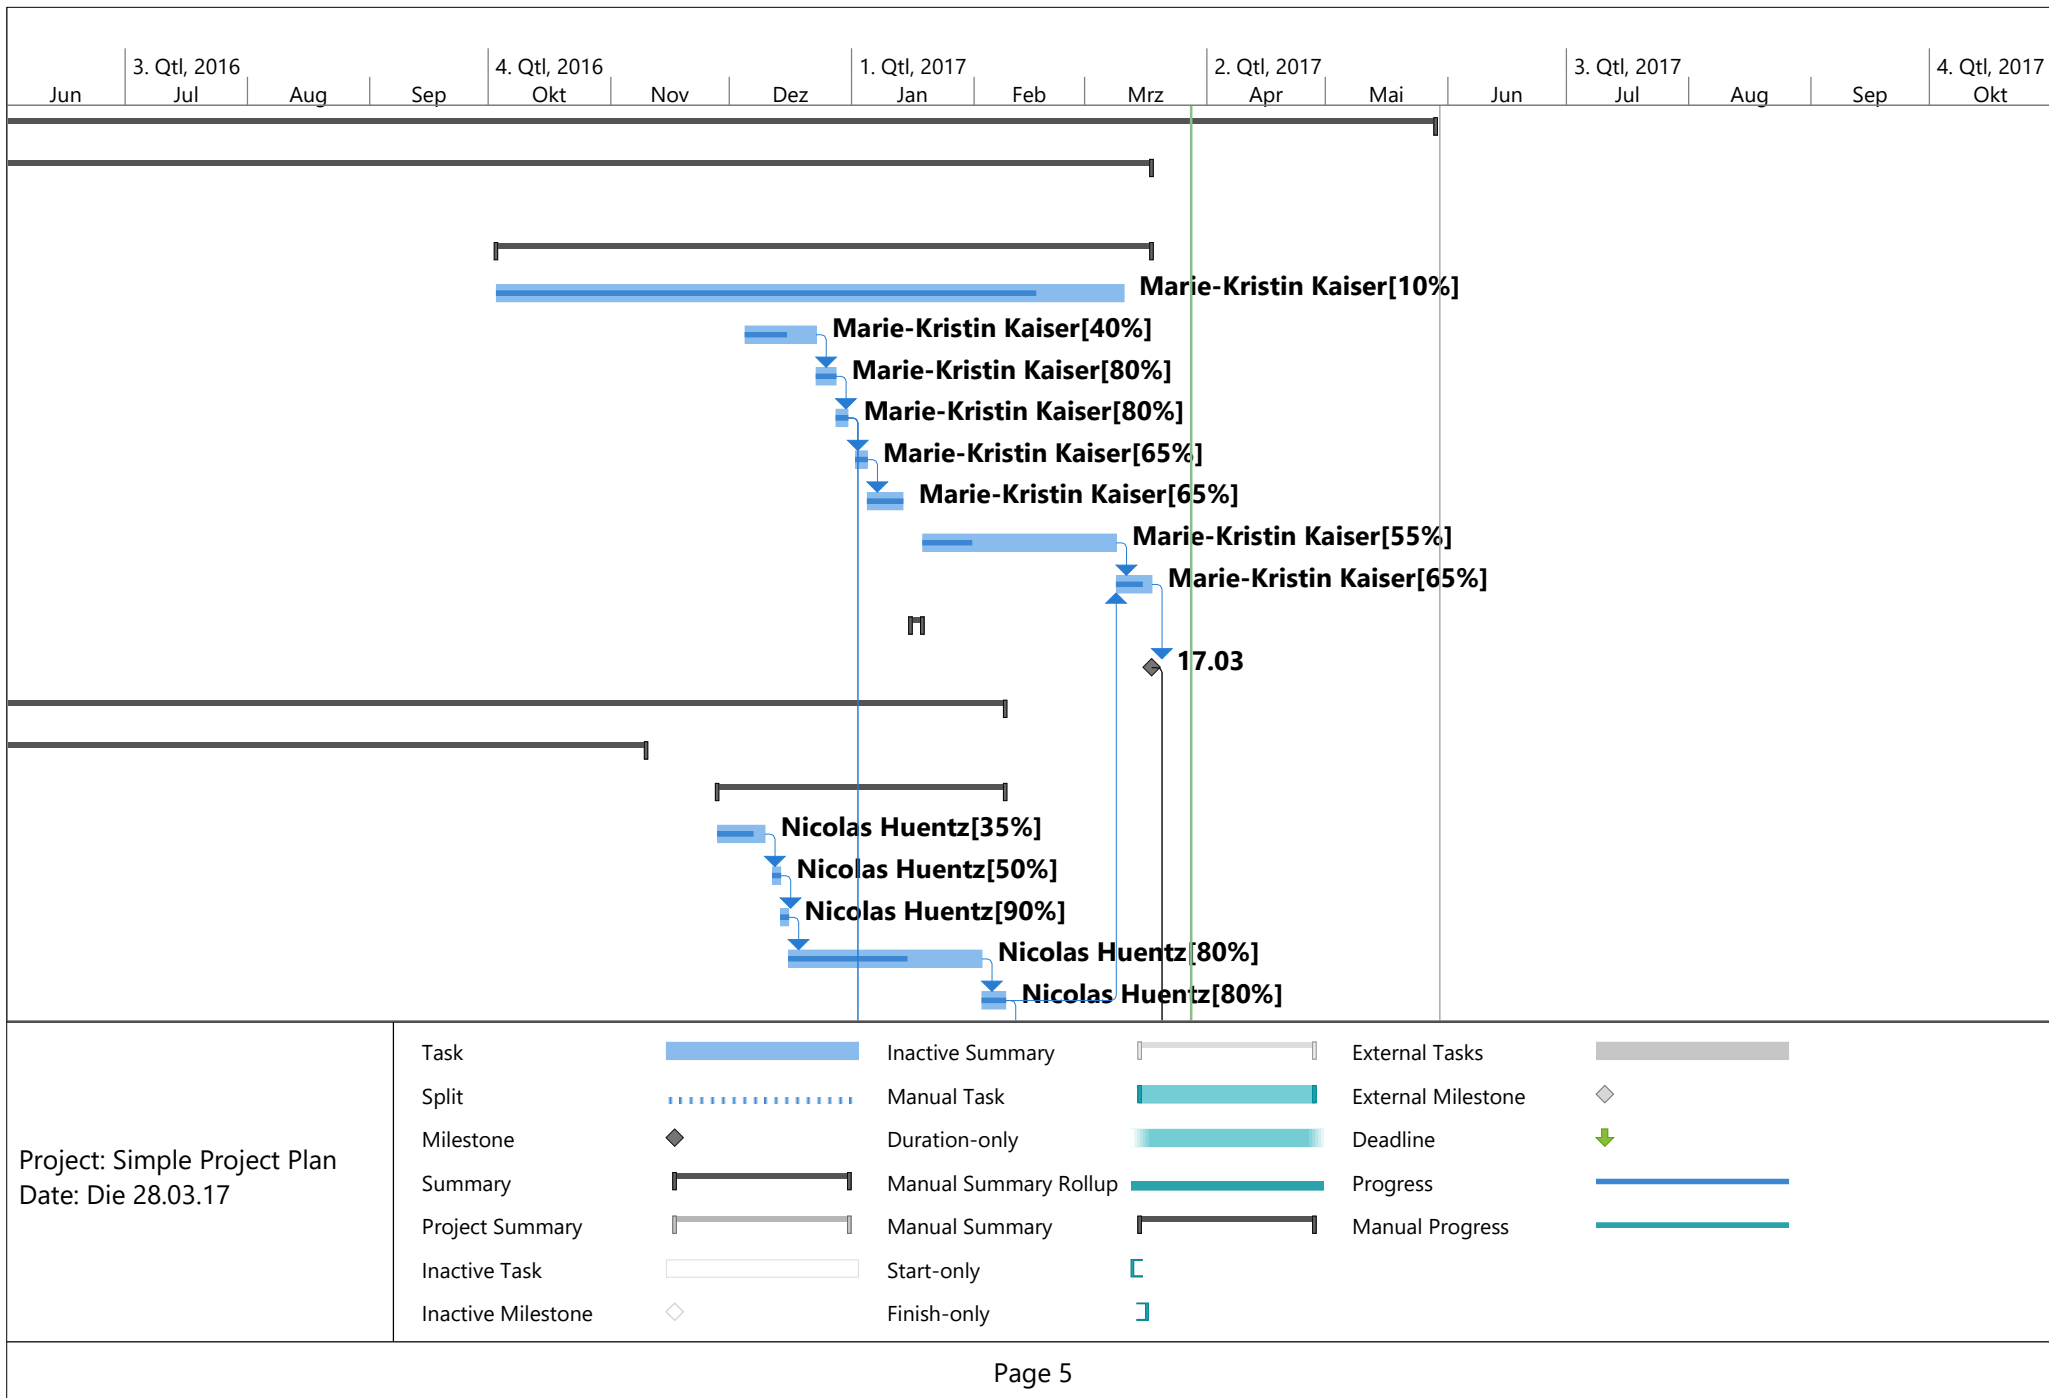 3. Qtl, 2016 4. Qtl, 2016 1. Qtl, 2017 2. Qtl, 2017 3. Qtl, 2017 4. Qtl, 2017
Jun Jul Aug Sep Okt Nov Dez Jan Feb Mrz Apr Mai Jun Jul Aug Sep Okt
Marie-Kristin Kaiser[10%]
Marie-Kristin Kaiser[40%]
Marie-Kristin Kaiser[80%]
Marie-Kristin Kaiser[80%]
Marie-Kristin Kaiser[65%]
Marie-Kristin Kaiser[65%]
Marie-Kristin Kaiser[55%]
Marie-Kristin Kaiser[65%]
17.03
Nicolas Huentz[35%]
Nicolas Huentz[50%]
Nicolas Huentz[90%]
Nicolas Huentz[80%]
Nicolas Huentz[80%]
Project: Simple Project Plan
Date: Die 28.03.17
Task
Split
Milestone
Summary
Project Summary
Inactive Task
Inactive Milestone
Inactive Summary
Manual Task
Duration-only
Manual Summary Rollup
Manual Summary
Start-only
Finish-only
External Tasks
External Milestone
Deadline
Progress
Manual Progress
Page 5